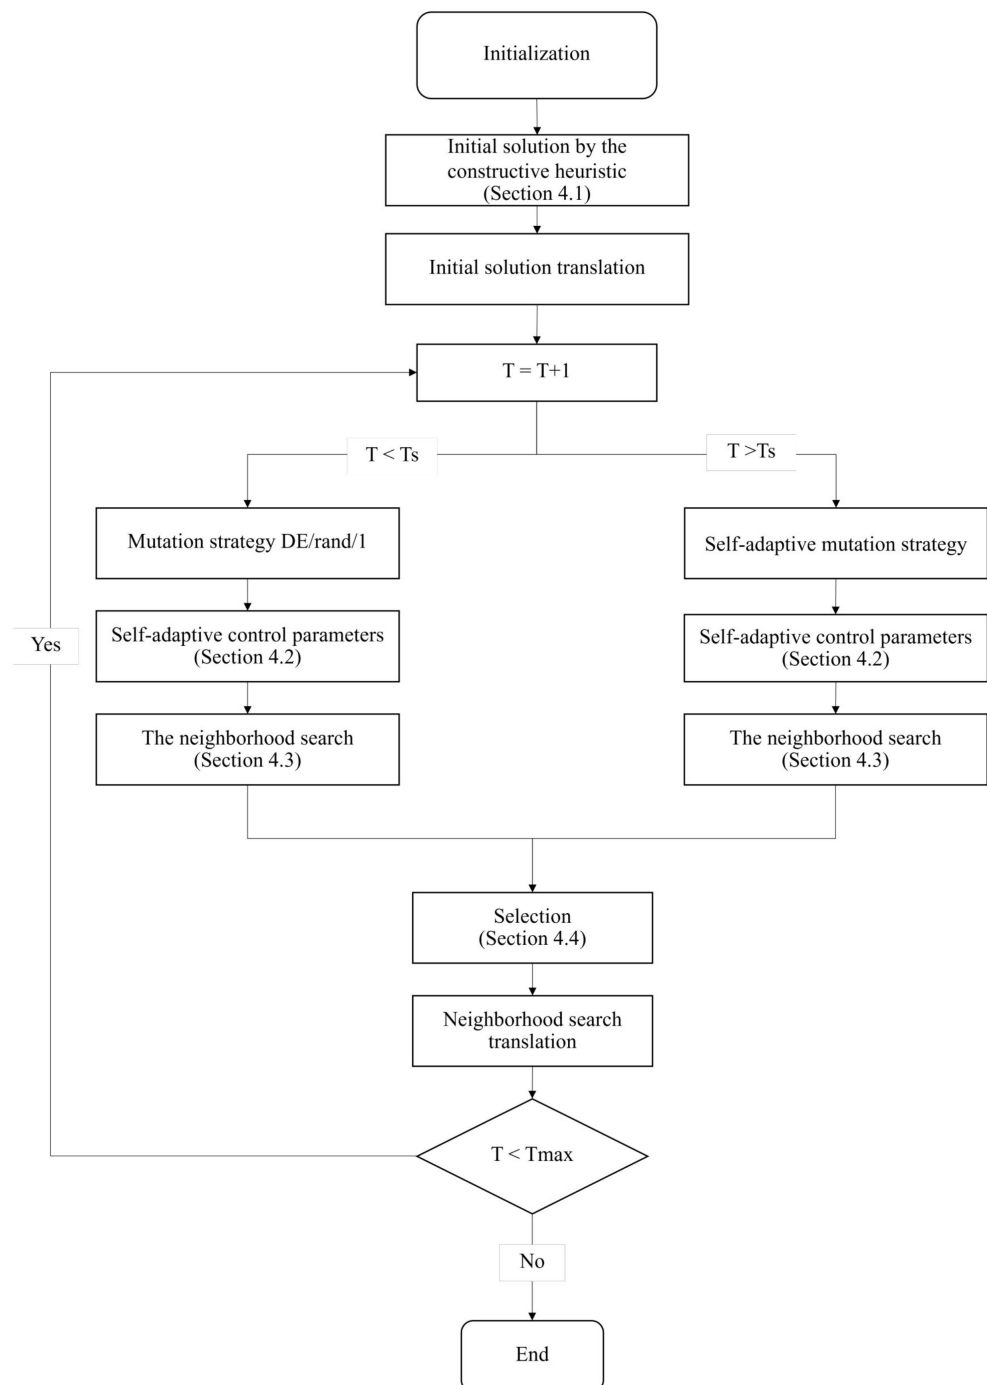 Initialization
Initial solution by the
constructive heuristic
(Section 4.1)
Initial solution translation
T = T+1
T < Ts
T >Ts
Mutation strategy DE/rand/1
Self-adaptive mutation strategy
Yes
Self-adaptive control parameters
(Section 4.2)
Self-adaptive control parameters
(Section 4.2)
The neighborhood search
(Section 4.3)
The neighborhood search
(Section 4.3)
Selection
(Section 4.4)
Neighborhood search
translation
T < Tmax
No
End